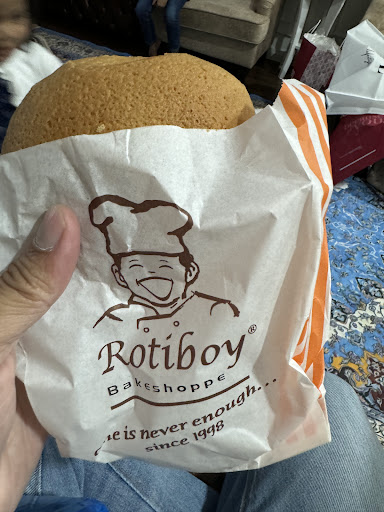 Rotiboy®
Bakeshoppe
is never enough...
since 1998